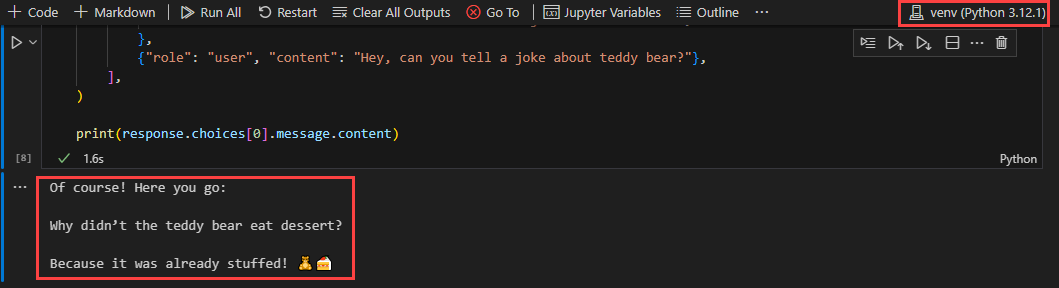 + Code + Markdown Run All Restart Clear All Outputs Go To Jupyter Variables Outline ... venv (Python 3.12.1)
},
{"role": "user", "content": "Hey, can you tell a joke about teddy bear?"},
],
)
print(response.choices[0].message.content)
[8] 1.6s Python
... Of course! Here you go:
Why didn’t the teddy bear eat dessert?
Because it was already stuffed! 🧸🍰